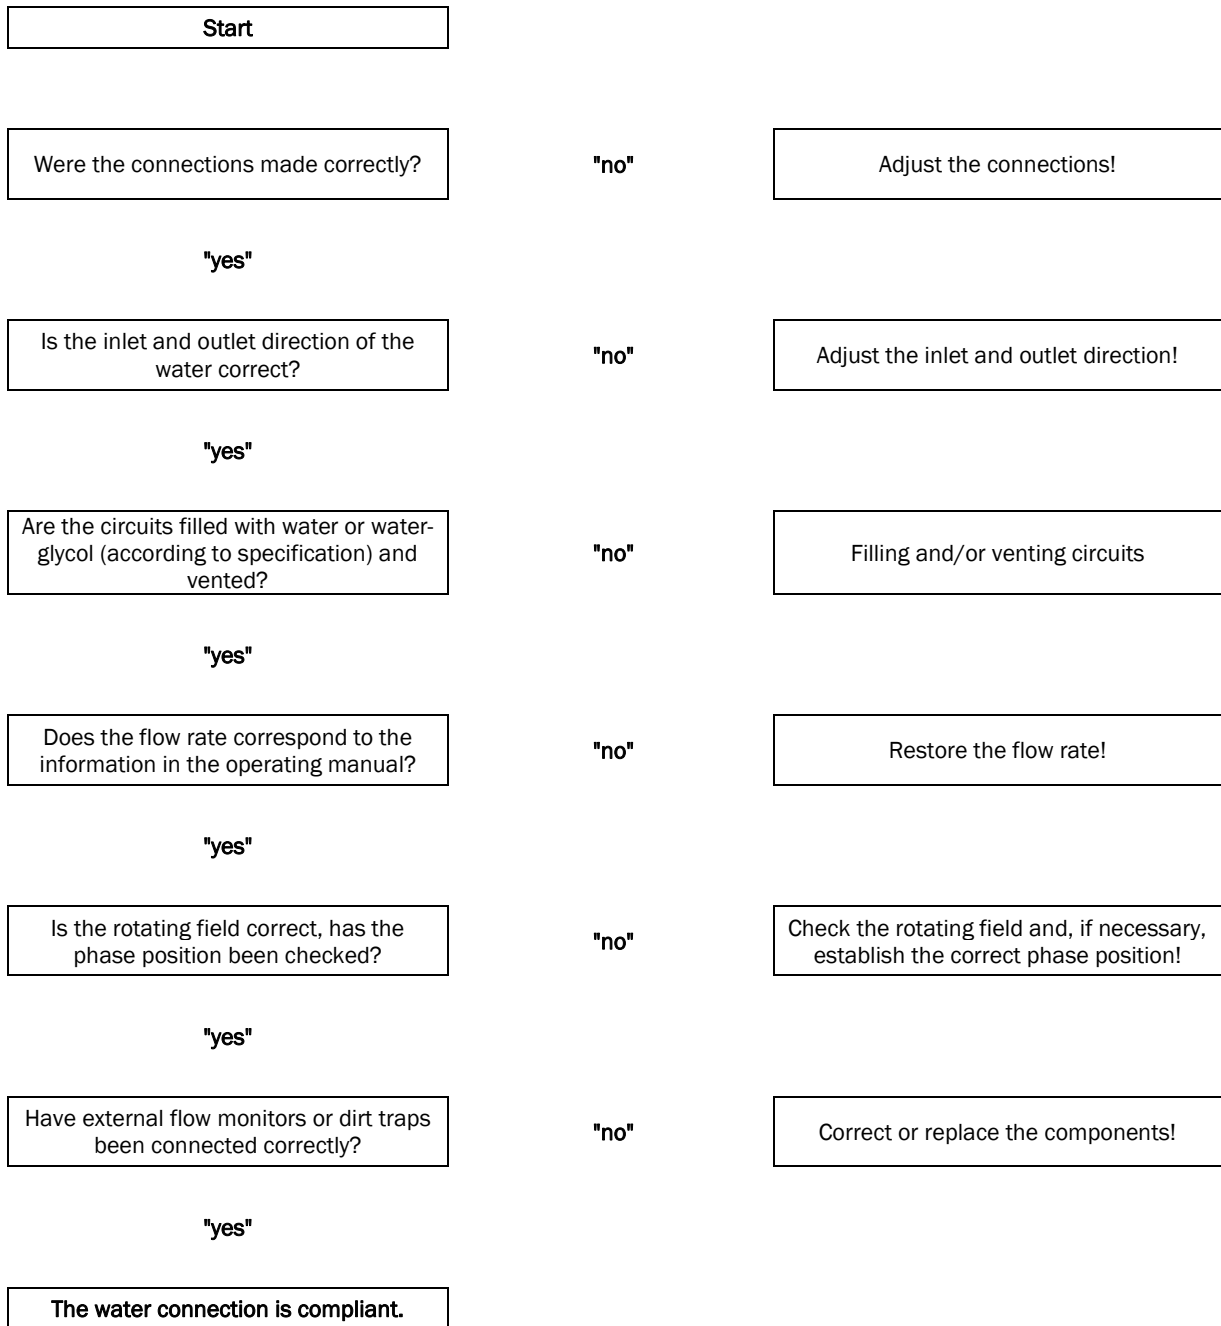 Start
Were the connections made correctly?
"no"
Adjust the connections!
"yes"
Is the inlet and outlet direction of the
water correct?
"no"
Adjust the inlet and outlet direction!
"yes"
Are the circuits filled with water or water-
glycol (according to specification) and
vented?
"no"
Filling and/or venting circuits
"yes"
Does the flow rate correspond to the
information in the operating manual?
"no"
Restore the flow rate!
"yes"
Is the rotating field correct, has the
phase position been checked?
"no"
Check the rotating field and, if necessary,
establish the correct phase position!
"yes"
Have external flow monitors or dirt traps
been connected correctly?
"no"
Correct or replace the components!
"yes"
The water connection is compliant.